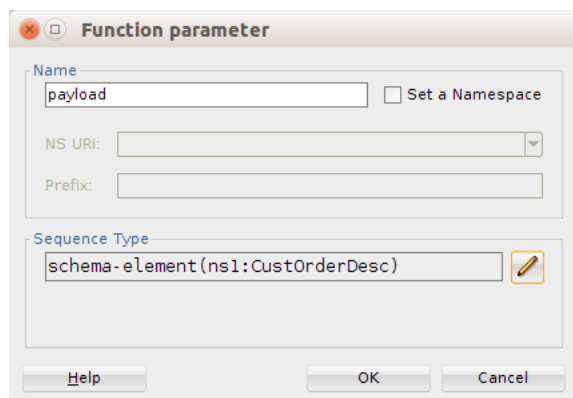 Function parameter
Name
payload
Set a Namespace
NS URI:
Prefix:
Sequence Type
schema-element(ns1:CustOrderDesc)
Help
OK
Cancel